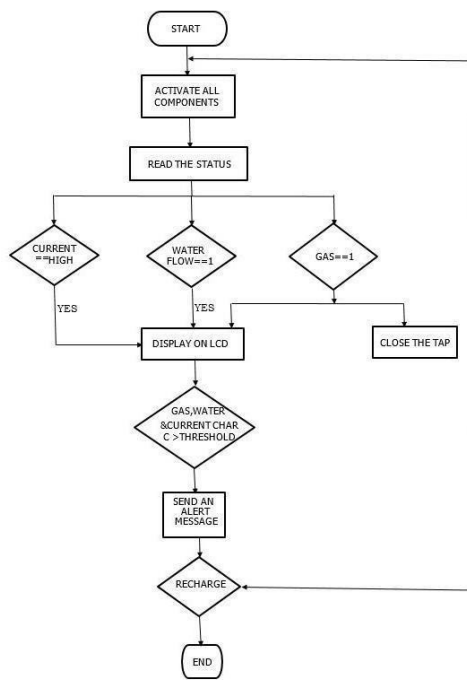 START
ACTIVATE ALL
COMPONENTS
READ THE STATUS
CURRENT
==HIGH
WATER
FLOW==1
GAS==1
YES
YES
DISPLAY ON LCD
CLOSE THE TAP
GAS,WATER
&CURRENT CHAR
C >THRESHOLD
SEND AN
ALERT
MESSAGE
RECHARGE
END